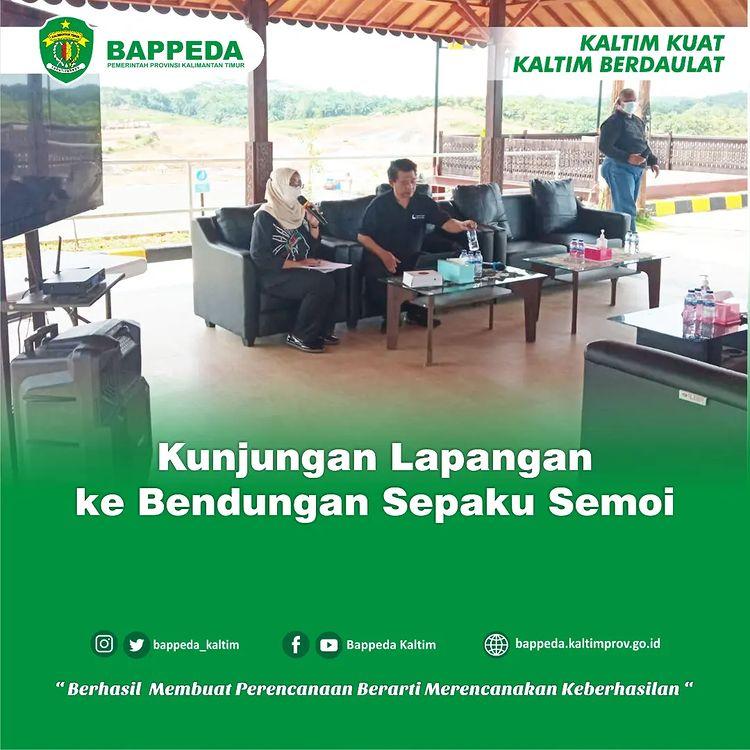 BAPPEDA
PEMERINTAH PROVINSI KALIMANTAN TIMUR
KALTIM KUAT
KALTIM BERDAULAT
Kunjungan Lapangan
ke Bendungan Sepaku Semoi
bappeda_kaltim
Bappeda Kaltim
bappeda.kaltimprov.go.id
“ Berhasil Membuat Perencanaan Berarti Merencanakan Keberhasilan “